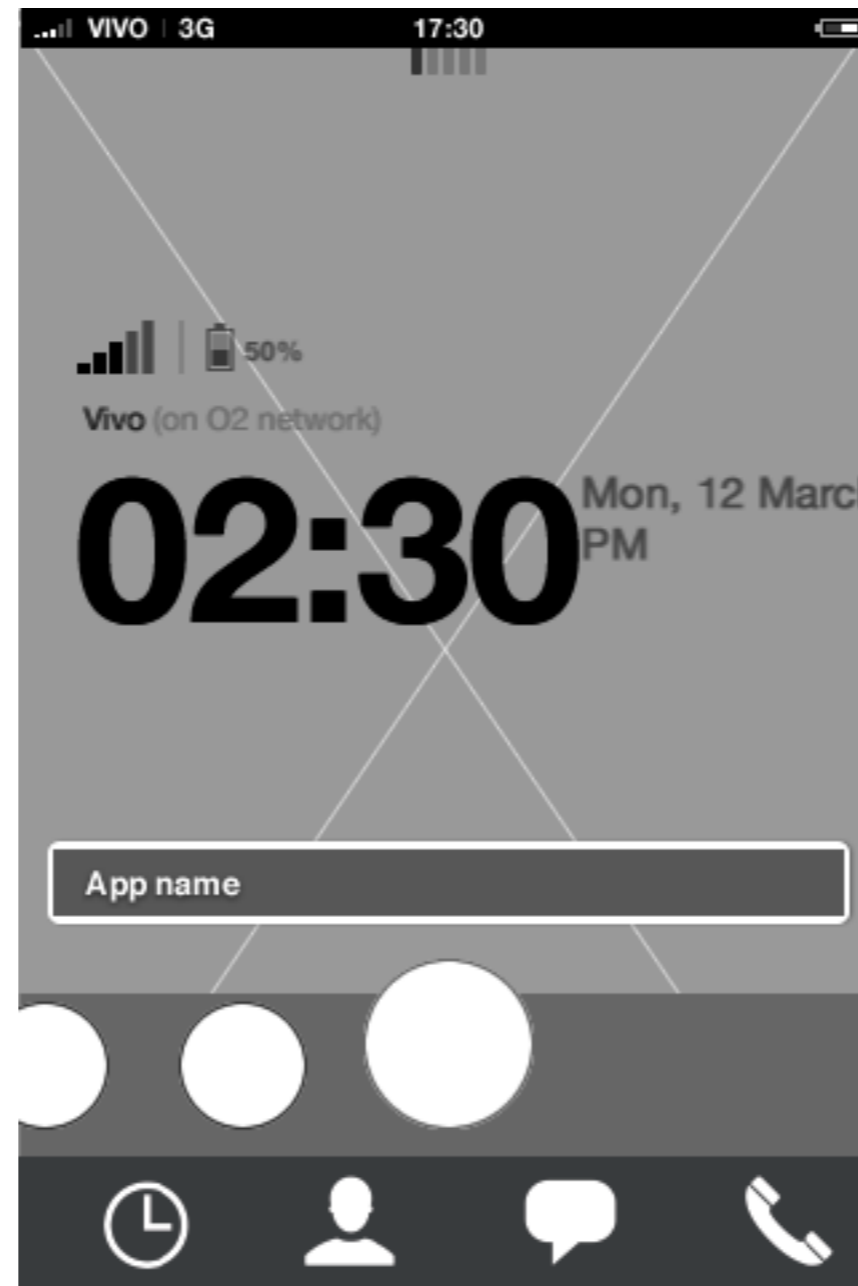 VIVO 3G 17:30
50%
Vivo (on O2 network)
02:30
Mon, 12 Marc
PM
App name